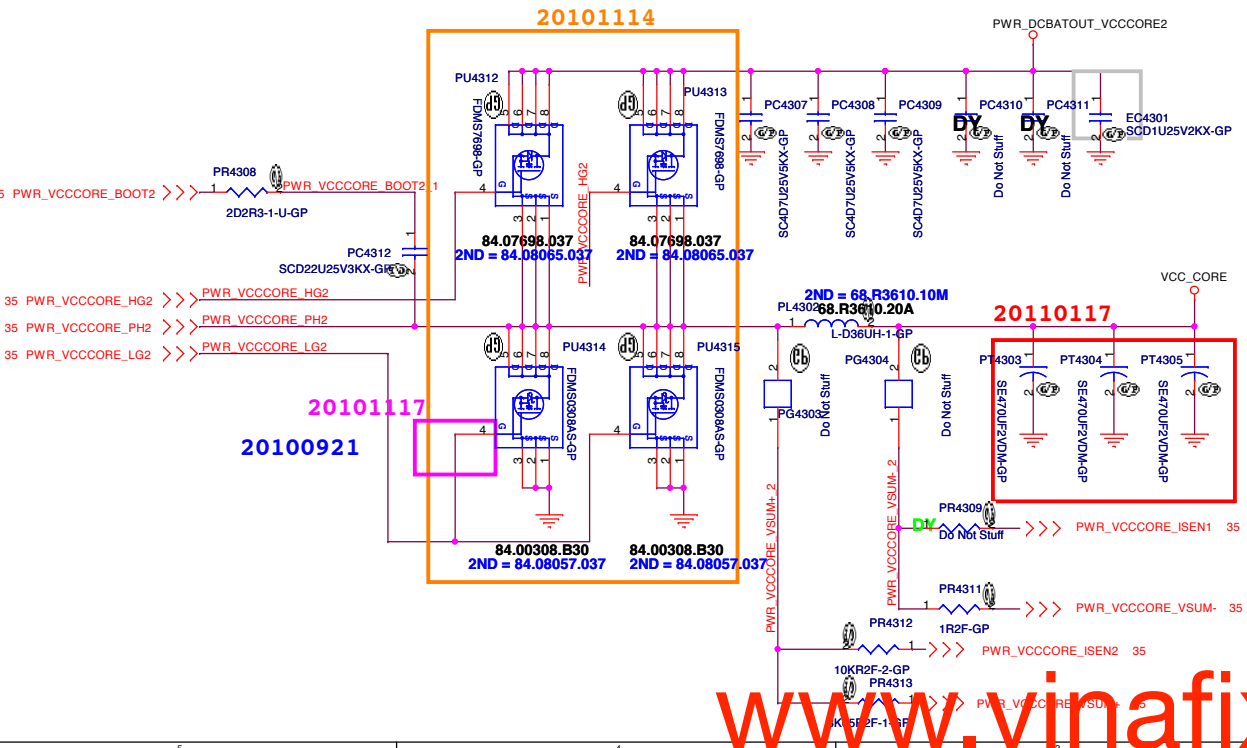 20101114
PWR_DCBATOUT_VCCCORE2
PU4312
PU4313
FDMS7698-GP
FDMS7698-GP
PC4307
PC4308
PC4309
PC4310
PC4311
EC4301
SCD1U25V2KX-GP
DY
DY
SC4D7U25V5KX-GP
SC4D7U25V5KX-GP
SC4D7U25V5KX-GP
Do Not Stuff
Do Not Stuff
PR4308
PWR_VCCCORE_BOOT2
PWR_VCCCORE_BOOT2_1
2D2R3-1-U-GP
PWR_VCCCORE_HG2
84.07698.037
2ND = 84.08065.037
84.07698.037
2ND = 84.08065.037
PC4312
SCD22U25V3KX-GP
35 PWR_VCCCORE_HG2
PWR_VCCCORE_HG2
35 PWR_VCCCORE_PH2
PWR_VCCCORE_PH2
35 PWR_VCCCORE_LG2
PWR_VCCCORE_LG2
VCC_CORE
2ND = 68.R3610.10M
PL4302
68.R3610.20A
L-D36UH-1-GP
20110117
PU4314
PU4315
FDMS0308AS-GP
FDMS0308AS-GP
PG4303
Do Not Stuff
PG4304
Do Not Stuff
PT4303
PT4304
PT4305
SE470UF2VDM-GP
SE470UF2VDM-GP
SE470UF2VDM-GP
20101117
20100921
84.00308.B30
2ND = 84.08057.037
84.00308.B30
2ND = 84.08057.037
PWR_VCCCORE_VSUM+_2
PWR_VCCCORE_VSUM-_2
DY
PR4309
Do Not Stuff
PWR_VCCCORE_ISEN1 35
PR4311
1R2F-GP
PWR_VCCCORE_VSUM- 35
PR4312
10KR2F-2-GP
PWR_VCCCORE_ISEN2 35
PR4313
PWR_VCCCORE_VSUM+ 35
www.vinafix